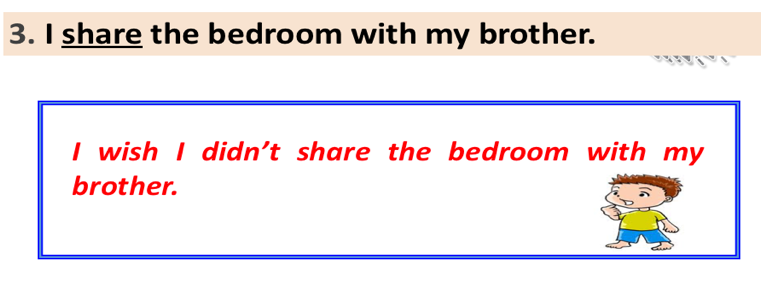 3. I share the bedroom with my brother.
I wish I didn’t share the bedroom with my
brother.